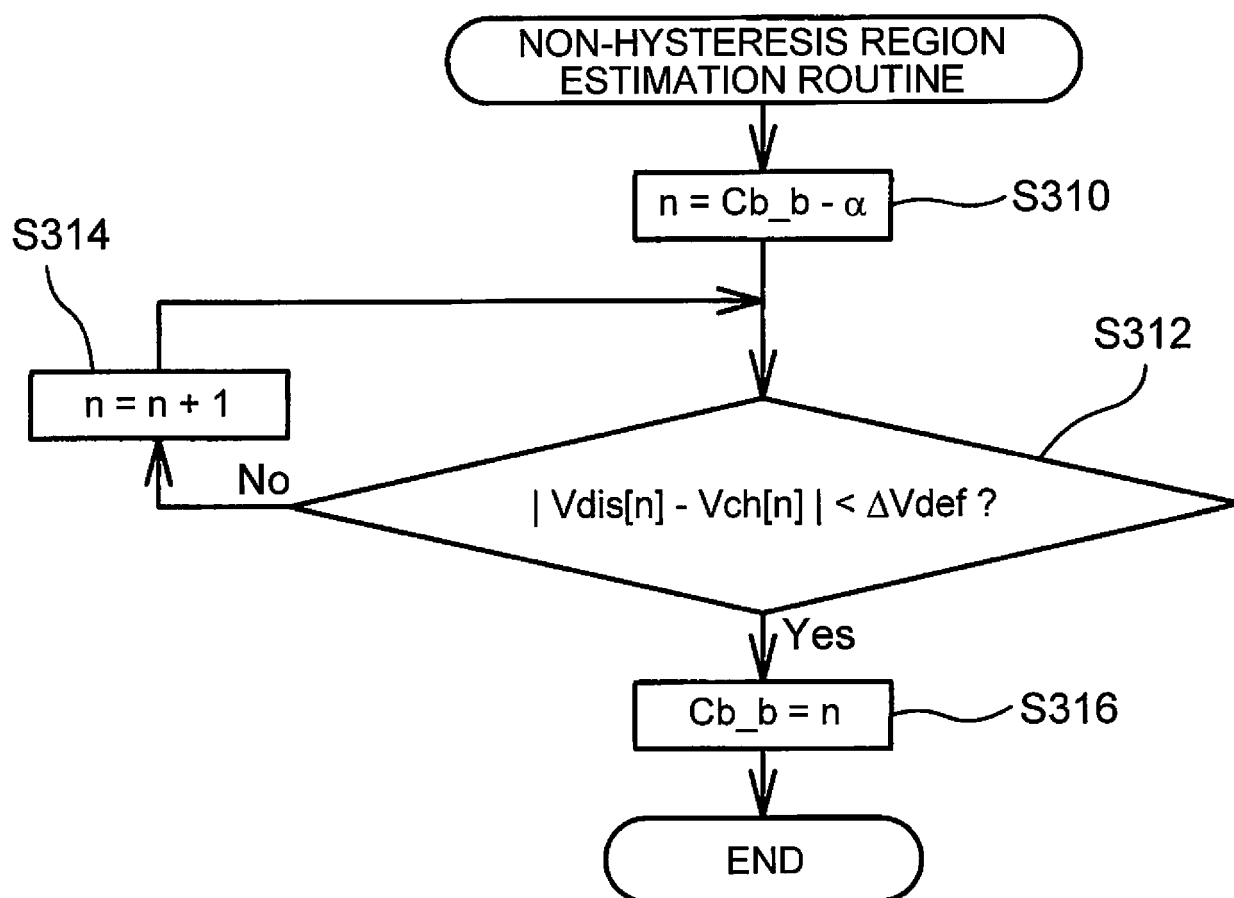 NON-HYSTERESIS REGION
ESTIMATION ROUTINE
n = Cb_b - α
S310
S314
n = n + 1
S312
No
| Vdis[n] - Vch[n] | < ΔVdef ?
Yes
Cb_b = n
S316
END